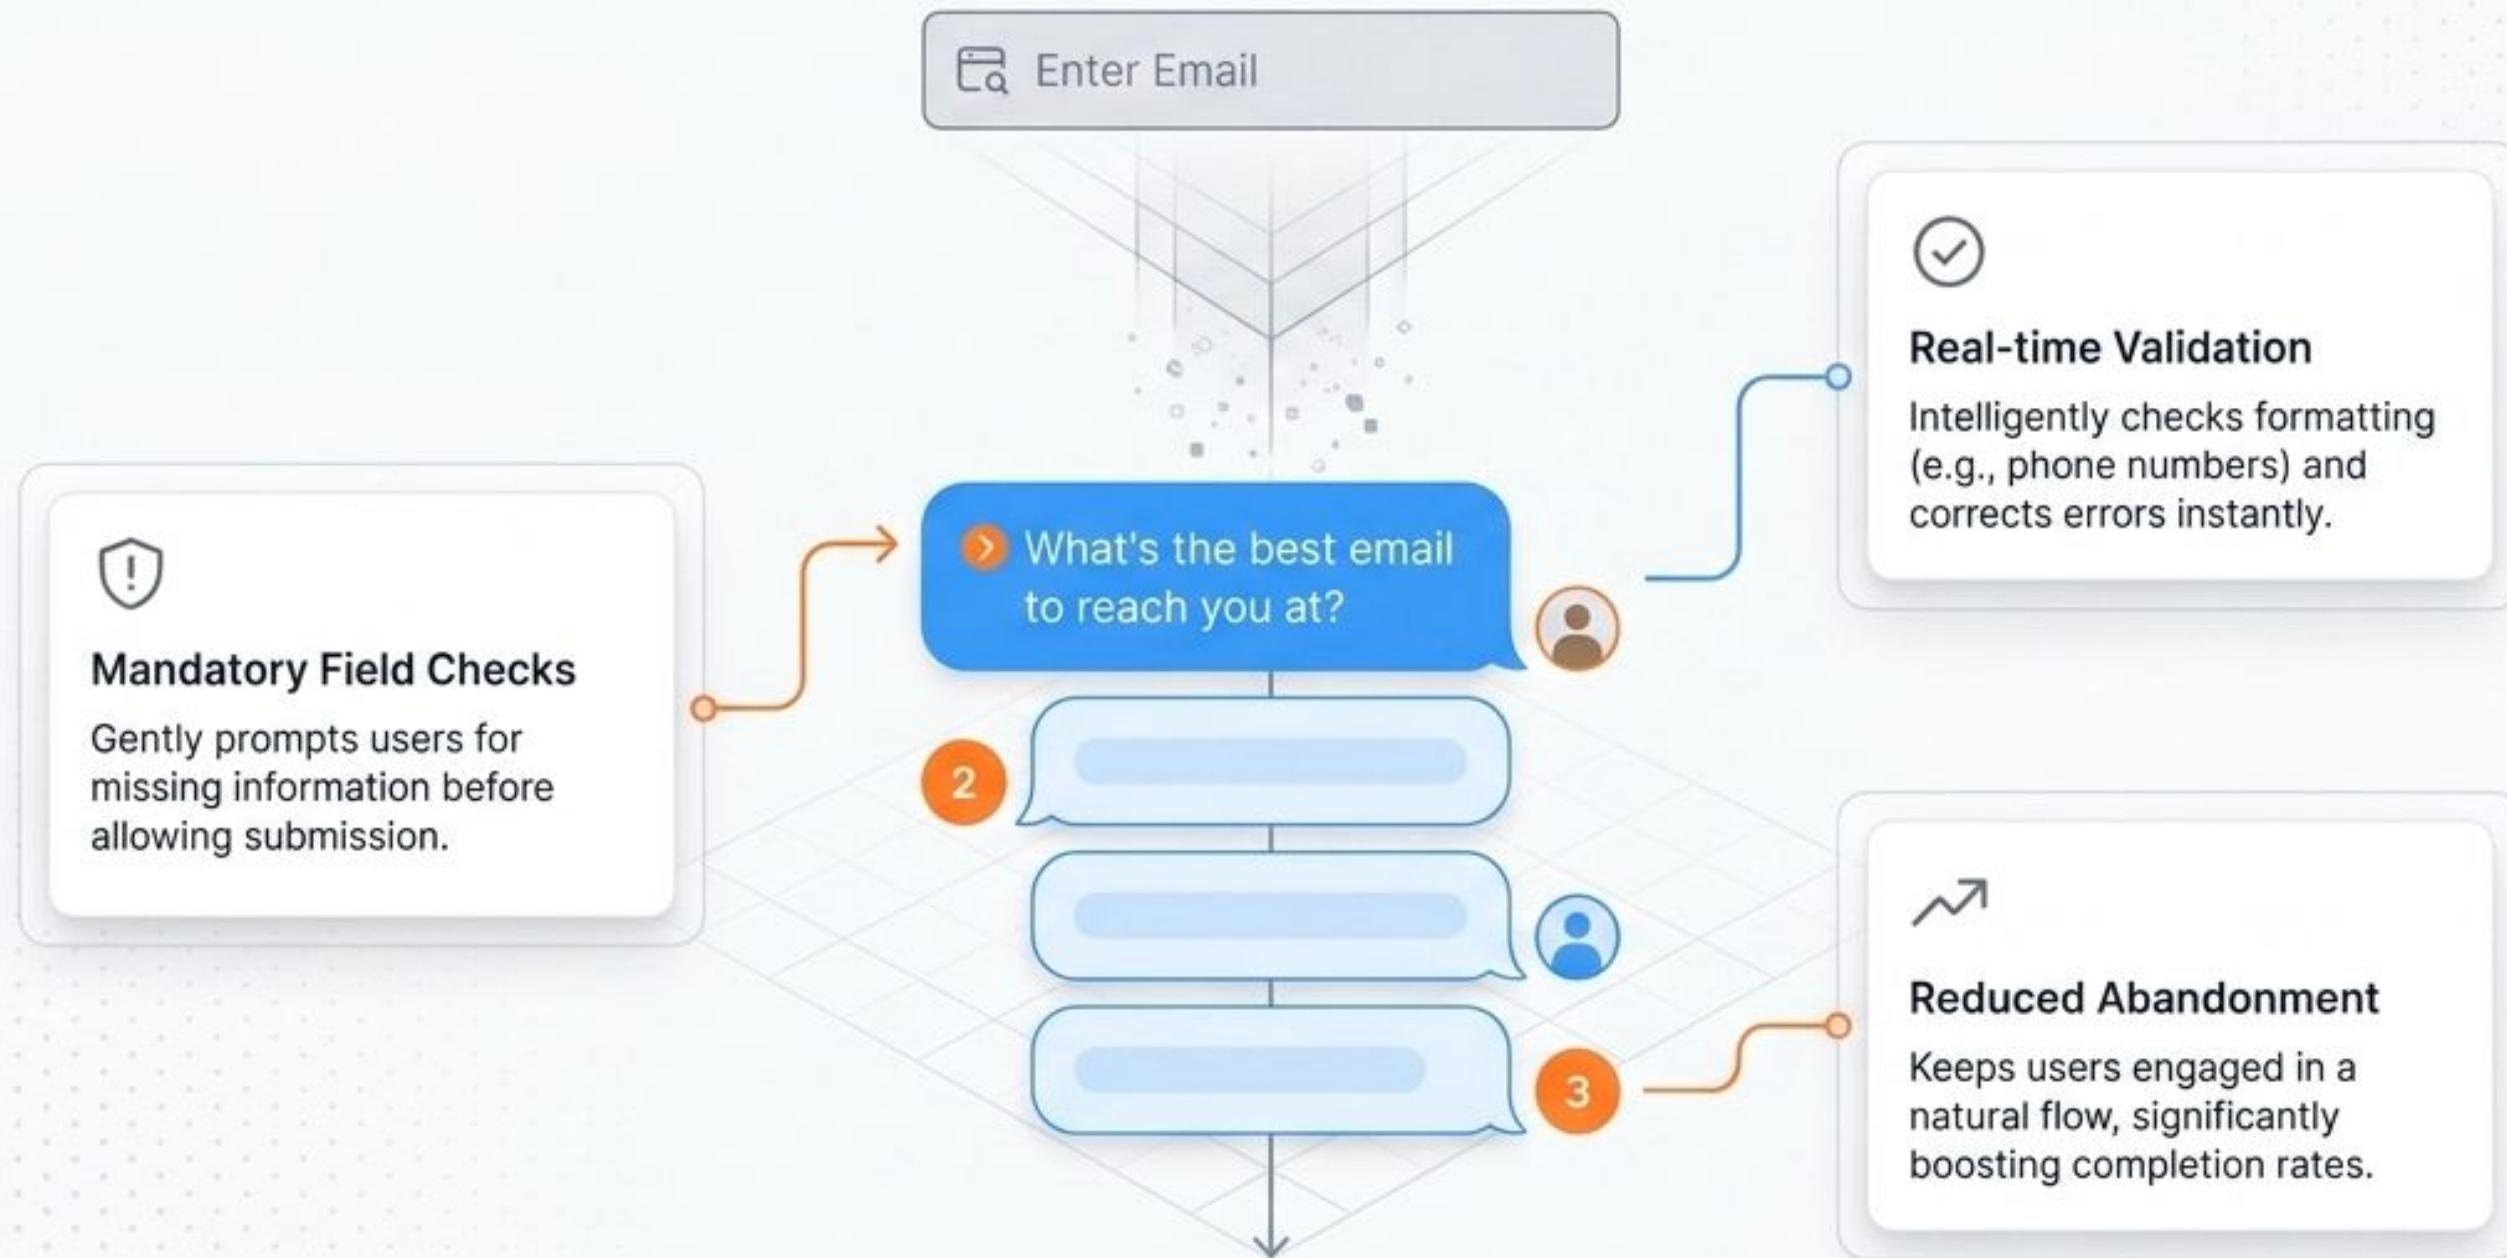 Enter Email
Real-time Validation
Intelligently checks formatting
(e.g., phone numbers) and
corrects errors instantly.
What's the best email
to reach you at?
Mandatory Field Checks
Gently prompts users for
missing information before
allowing submission.
2
3
Reduced Abandonment
Keeps users engaged in a
natural flow, significantly
boosting completion rates.